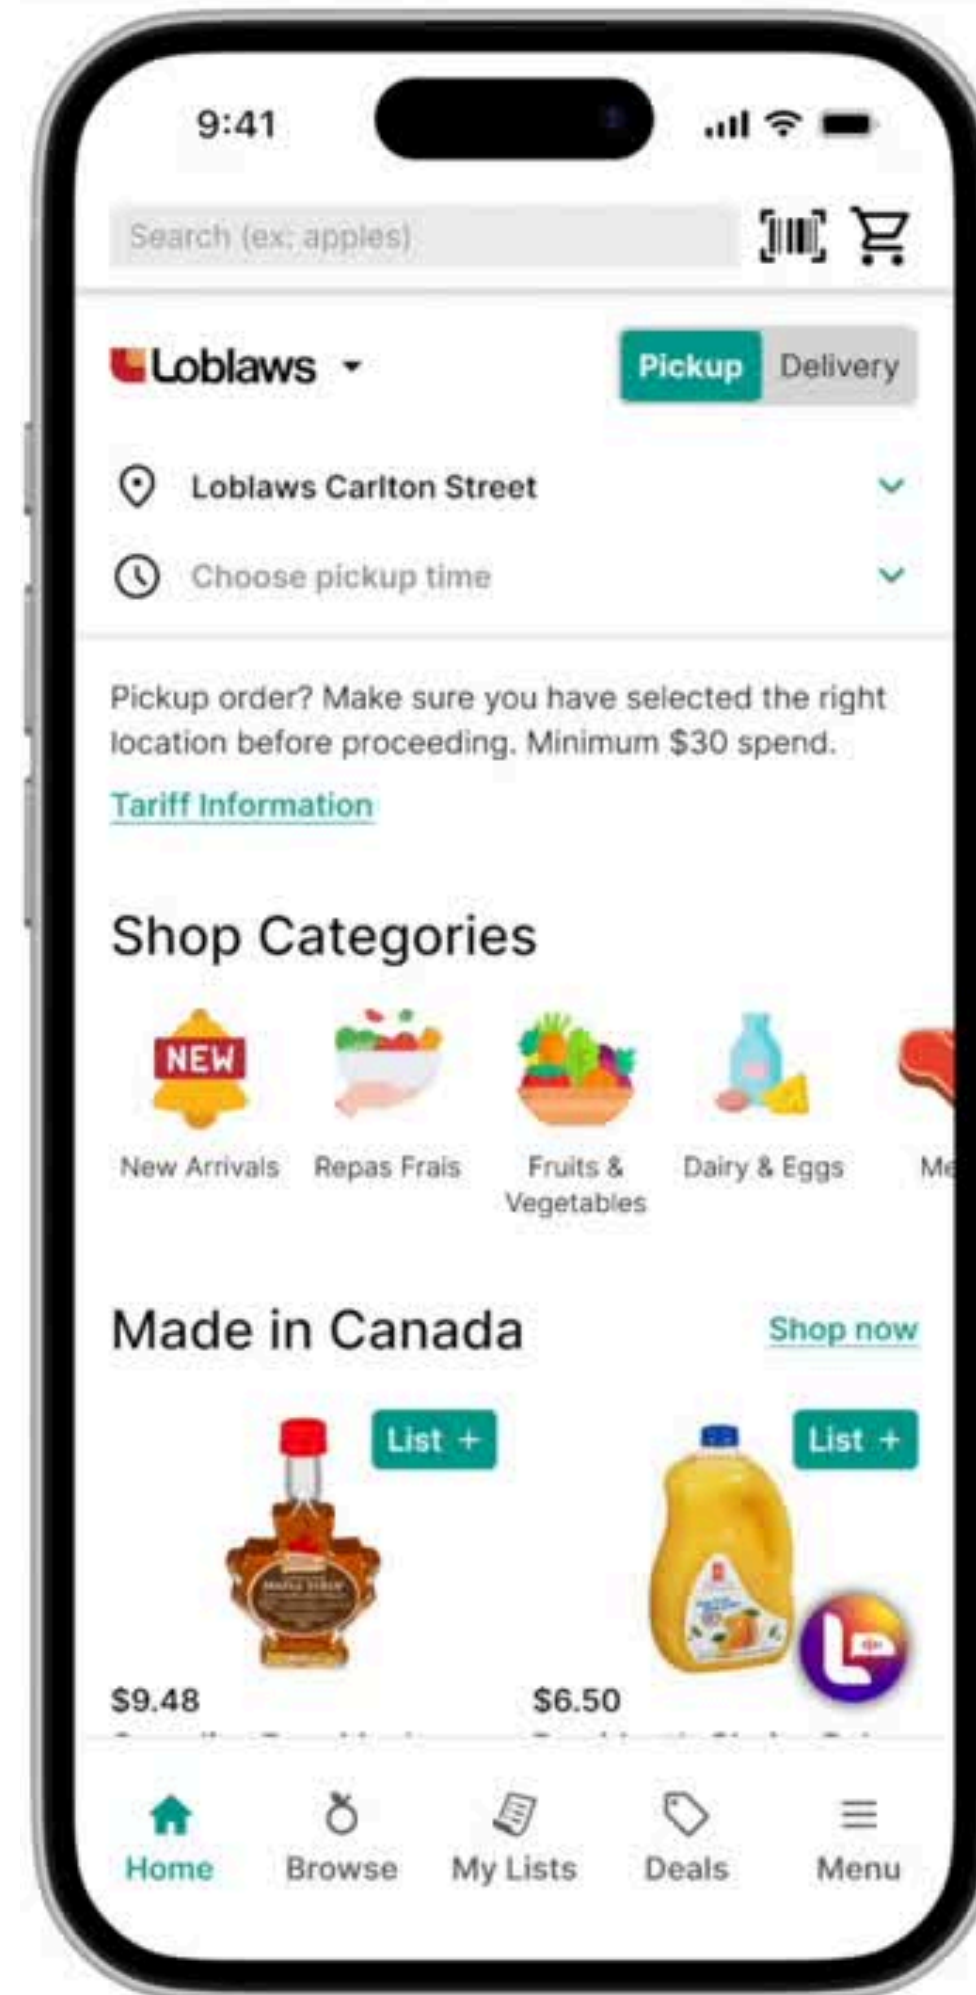 9:41
Search (ex: apples)
Loblaws
Pickup
Delivery
Loblaws Carlton Street
Choose pickup time
Pickup order? Make sure you have selected the right
location before proceeding. Minimum $30 spend.
Tariff Information
Shop Categories
NEW
New Arrivals
Repas Frais
Fruits &
Vegetables
Dairy & Eggs
Me
Made in Canada
Shop now
List +
List +
MAPLE SYRUP
$9.48
$6.50
Home
Browse
My Lists
Deals
Menu